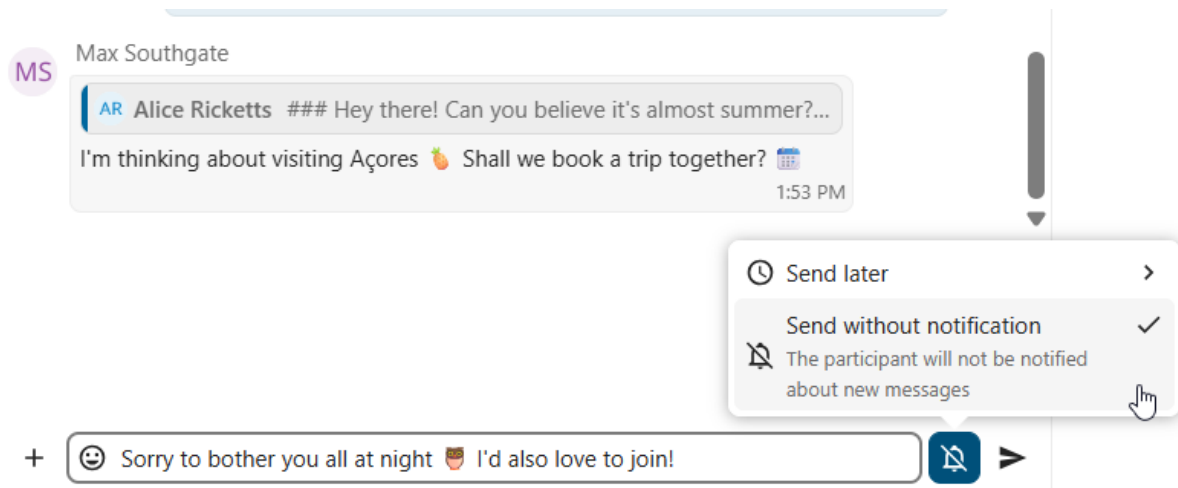 Max Southgate
MS
AR Alice Ricketts ### Hey there! Can you believe it's almost summer?...
I'm thinking about visiting Açores 🍍 Shall we book a trip together? 🗓️
1:53 PM
Send later
Send without notification
The participant will not be notified
about new messages
Sorry to bother you all at night 🦉 I'd also love to join!